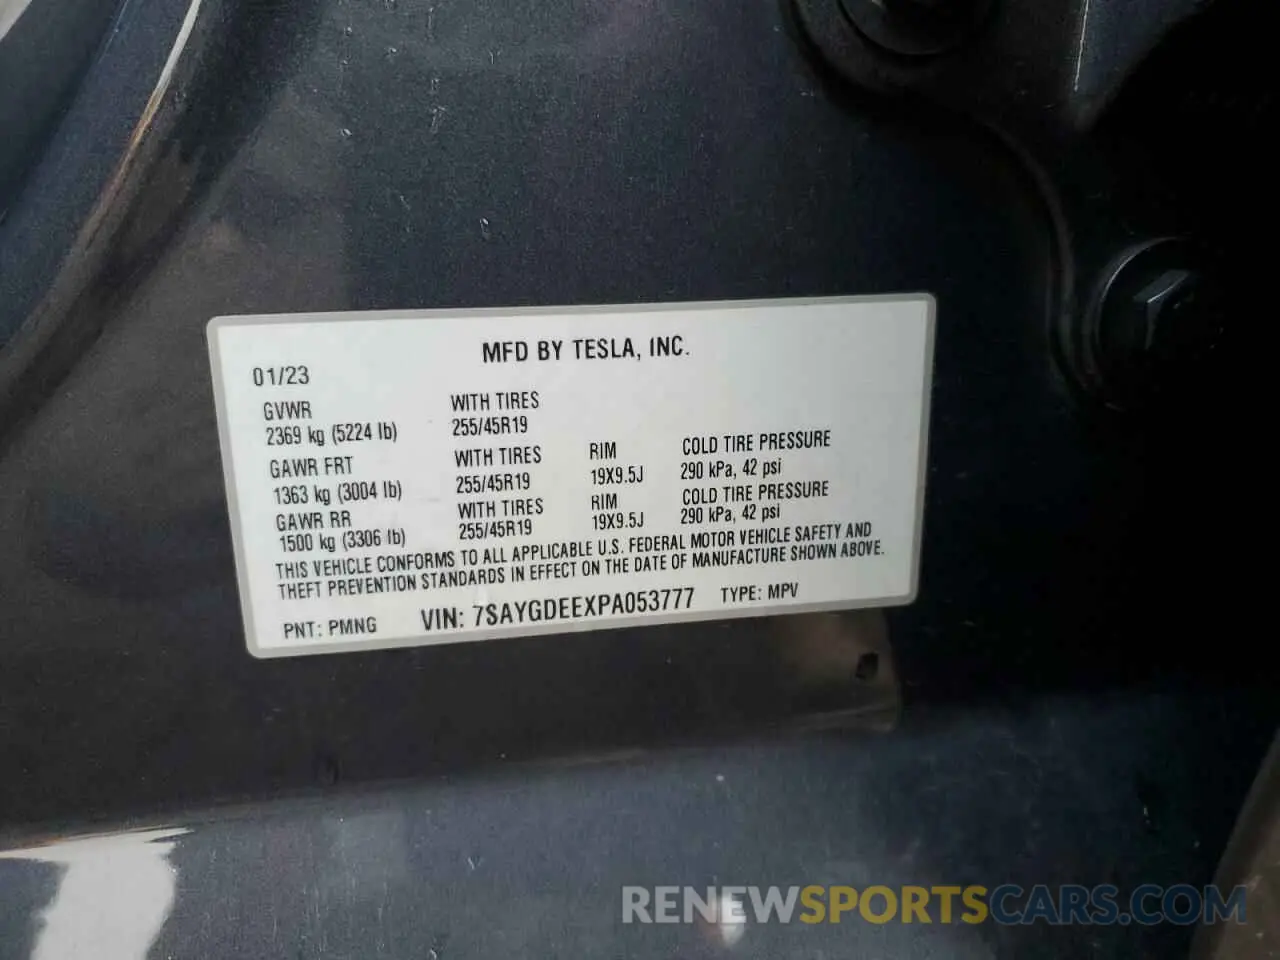 MFD BY TESLA, INC.
01/23
GVWR WITH TIRES
2369 kg (5224 lb) 255/45R19
GAWR FRT WITH TIRES RIM COLD TIRE PRESSURE
1363 kg (3004 lb) 255/45R19 19X9.5J 290 kPa, 42 psi
GAWR RR WITH TIRES RIM COLD TIRE PRESSURE
1500 kg (3306 lb) 255/45R19 19X9.5J 290 kPa, 42 psi
THIS VEHICLE CONFORMS TO ALL APPLICABLE U.S. FEDERAL MOTOR VEHICLE SAFETY AND
THEFT PREVENTION STANDARDS IN EFFECT ON THE DATE OF MANUFACTURE SHOWN ABOVE.
PNT: PMNG VIN: 7SAYGDEEXPA053777 TYPE: MPV
RENEWSPORTSCARS.COM